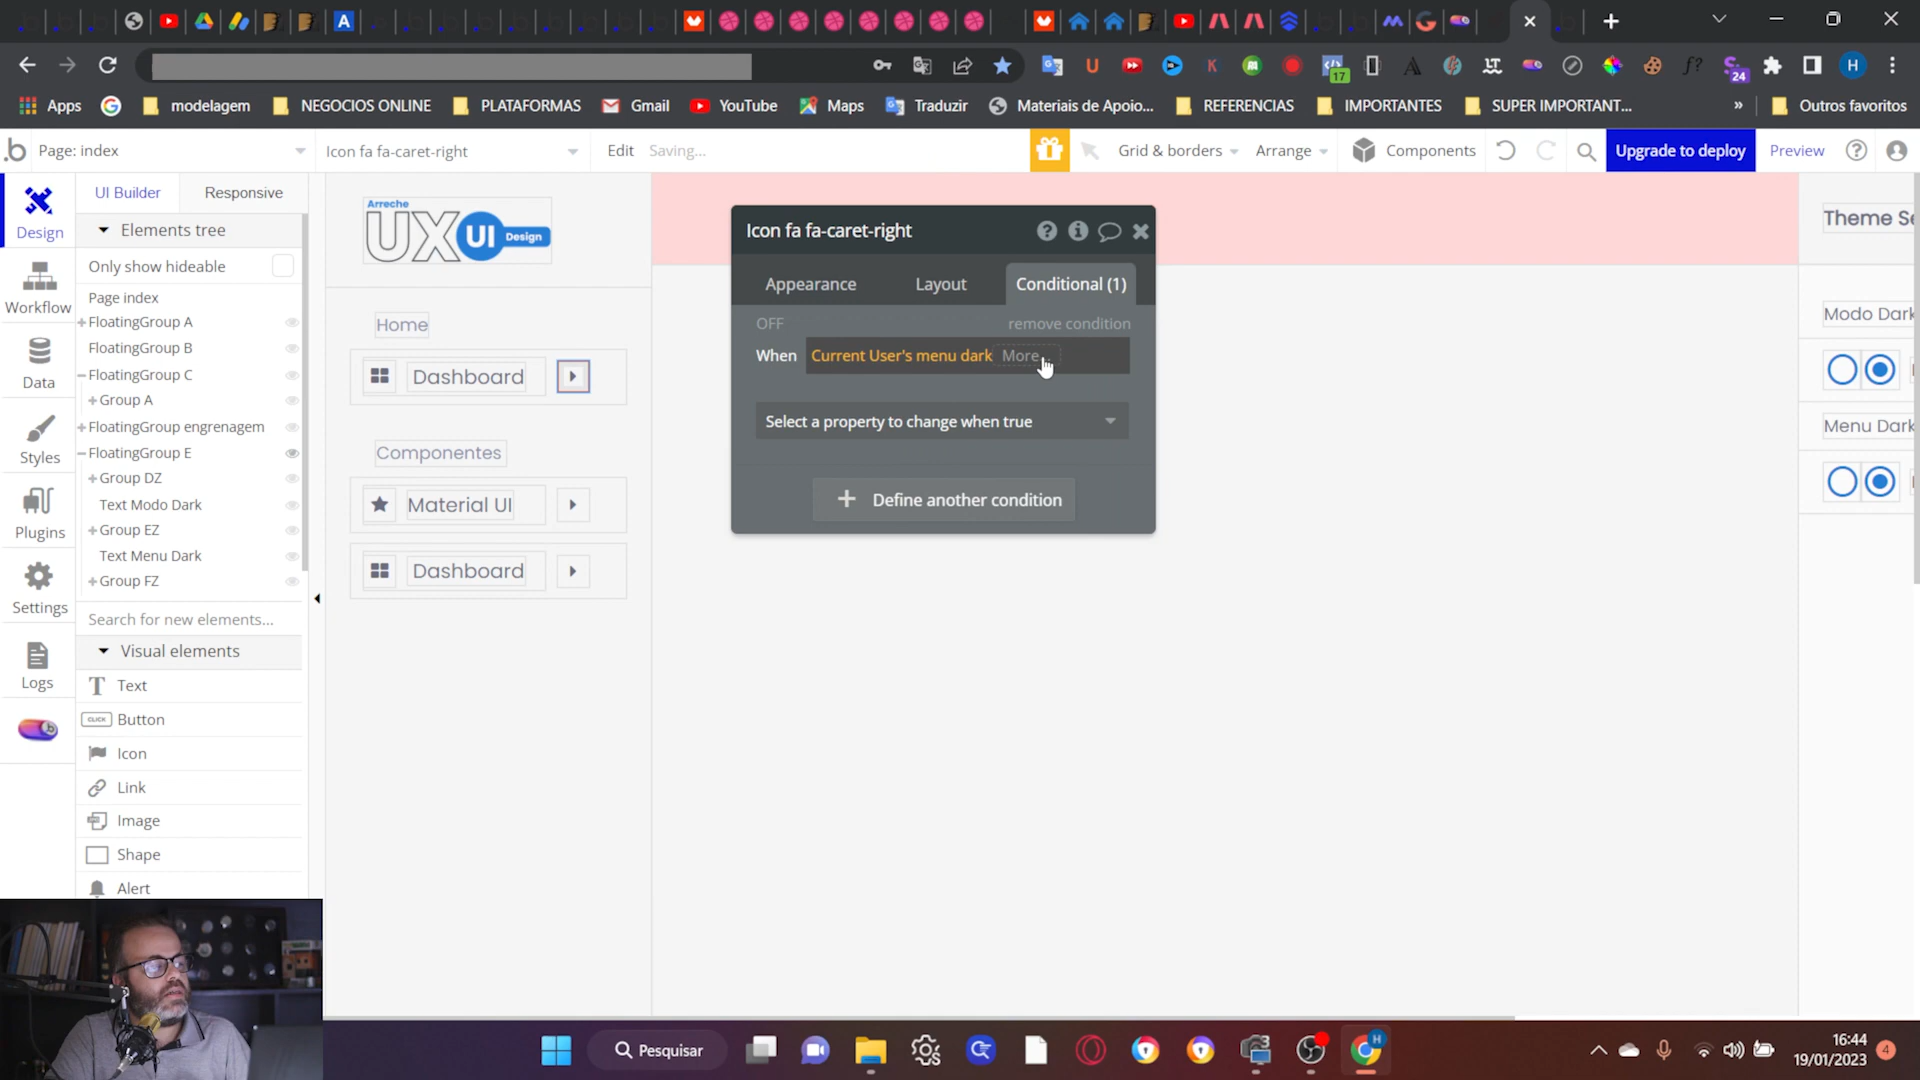 17
24
H
Apps
modelagem
NEGOCIOS ONLINE
PLATAFORMAS
Gmail
YouTube
Maps
Traduzir
Materiais de Apoio...
REFERENCIAS
IMPORTANTES
SUPER IMPORTANT...
»
Outros favoritos
Page: index
Icon fa fa-caret-right
Edit
Saving...
Grid & borders
Arrange
Components
Upgrade to deploy
Preview
Design
Workflow
Data
Styles
Plugins
Settings
Logs
UI Builder
Responsive
Elements tree
Only show hideable
Page index
FloatingGroup A
FloatingGroup B
FloatingGroup C
Group A
FloatingGroup engrenagem
FloatingGroup E
Group DZ
Text Modo Dark
Group EZ
Text Menu Dark
Group FZ
Search for new elements...
Visual elements
Text
CLICK Button
Icon
Link
Image
Shape
Alert
Arreche
UX UI Design
Home
Dashboard
Componentes
Material UI
Dashboard
Icon fa fa-caret-right
Appearance
Layout
Conditional (1)
OFF
remove condition
When
Current User's menu dark
More...
Select a property to change when true
Define another condition
Theme Se
Modo Dark
Menu Dark
Pesquisar
H
16:44
19/01/2023
4